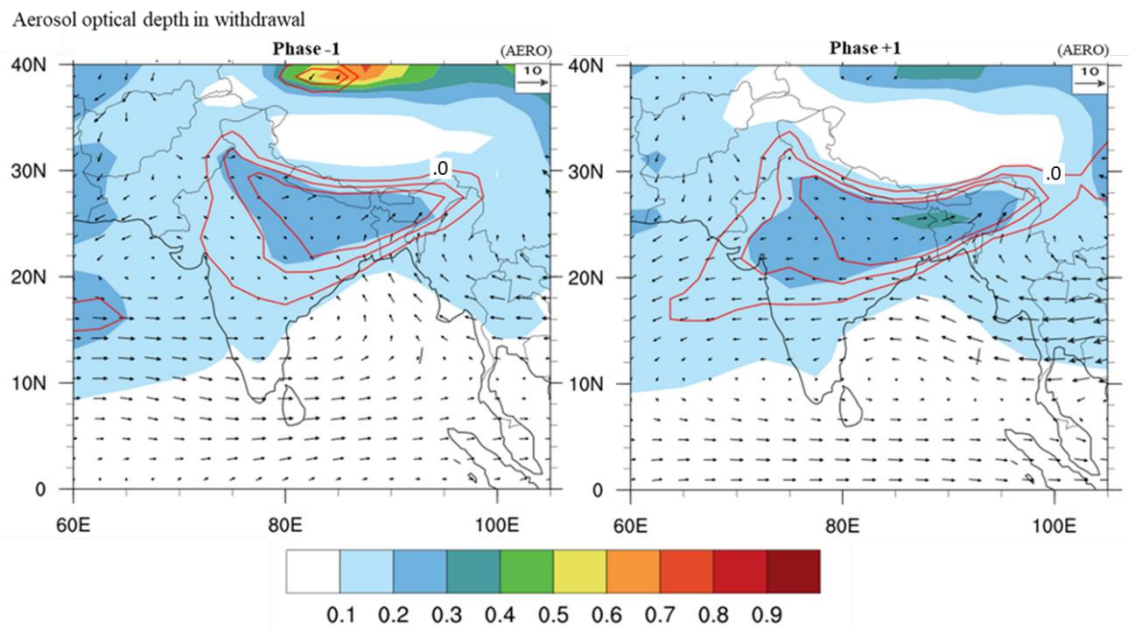 Aerosol optical depth in withdrawal
Phase -1 (AERO)
Phase +1 (AERO)
40N 10 40N 10
30N .0 30N .0
20N 20N
10N 10N
0 0
60E 80E 100E 60E 80E 100E
0.1 0.2 0.3 0.4 0.5 0.6 0.7 0.8 0.9